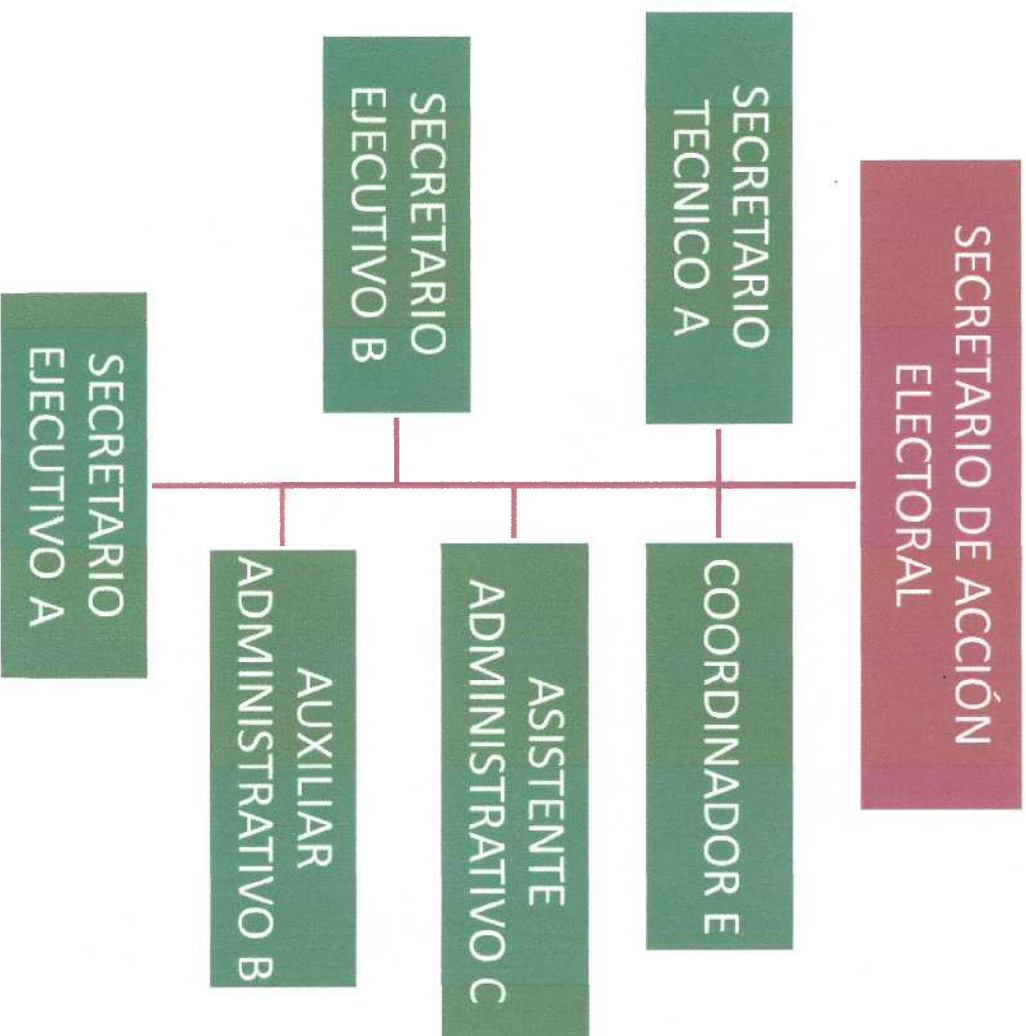 SECRETARIO DE ACCIÓN
ELECTORAL
SECRETARIO
TECNICO A
COORDINADOR E
SECRETARIO
EJECUTIVO B
ASISTENTE
ADMINISTRATIVO C
AUXILIAR
ADMINISTRATIVO B
SECRETARIO
EJECUTIVO A